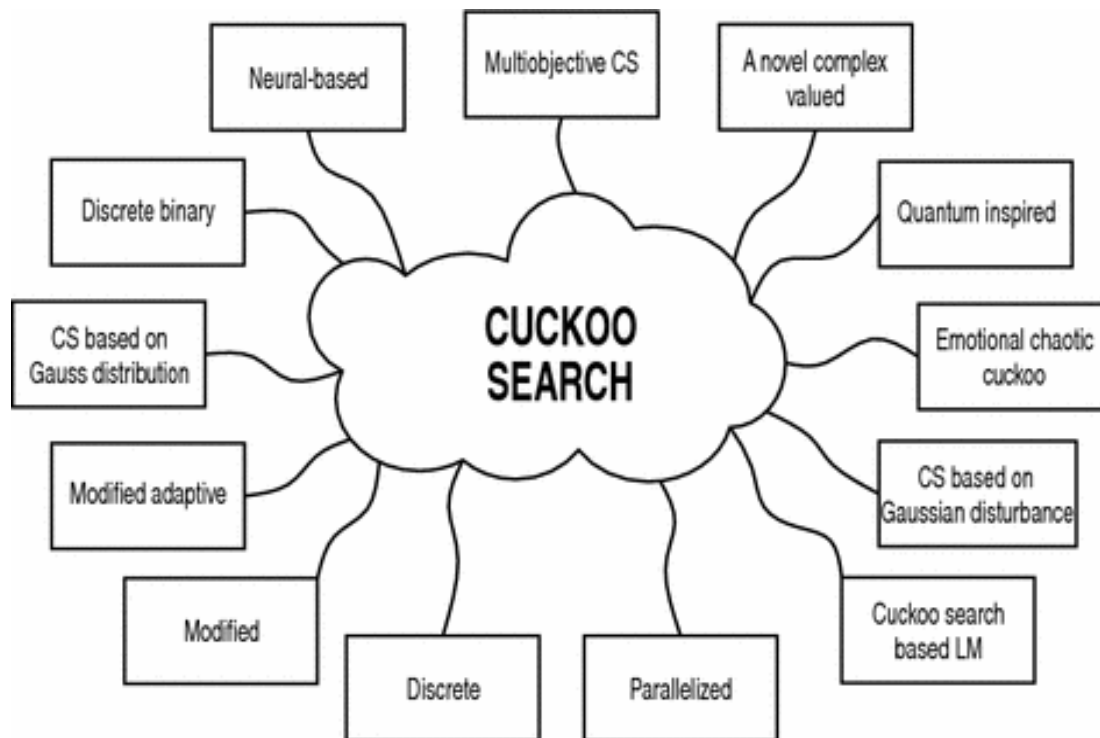 Neural-based
Multiobjective CS
A novel complex
valued
Discrete binary
Quantum inspired
CS based on
Gauss distribution
CUCKOO
SEARCH
Emotional chaotic
cuckoo
Modified adaptive
CS based on
Gaussian disturbance
Modified
Discrete
Parallelized
Cuckoo search
based LM